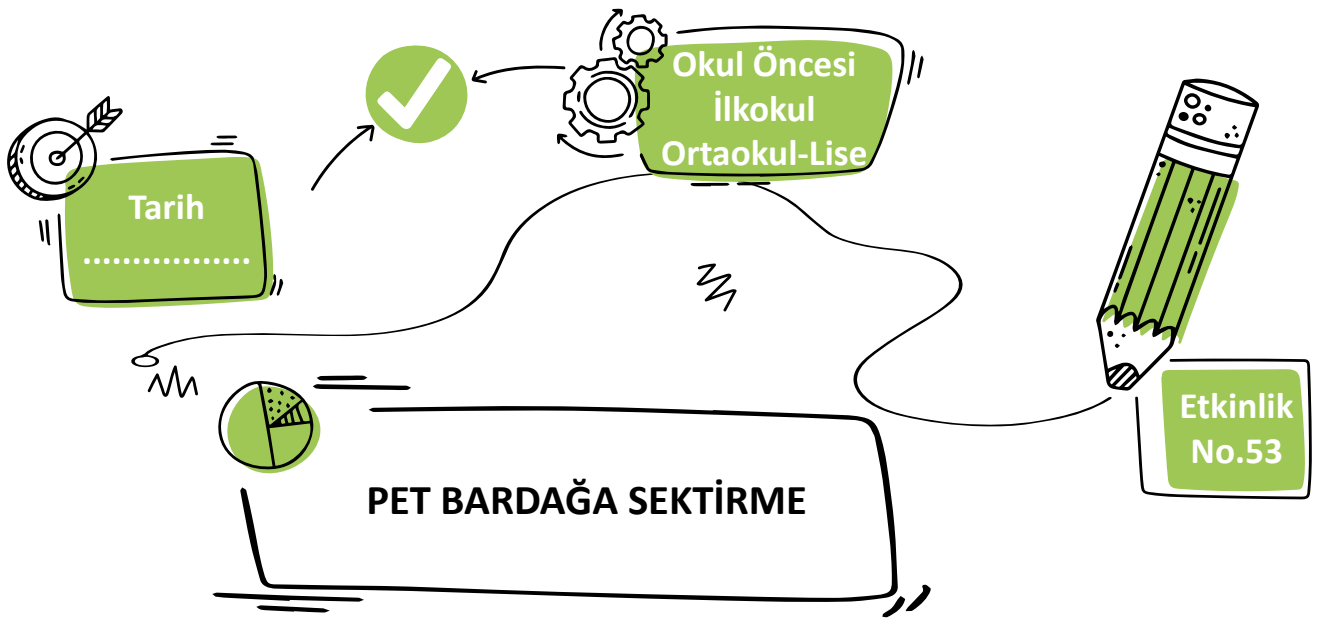 Okul Öncesi
İlkokul
Ortaokul-Lise
Tarih
.................
Etkinlik
No.53
PET BARDAĞA SEKTİRME